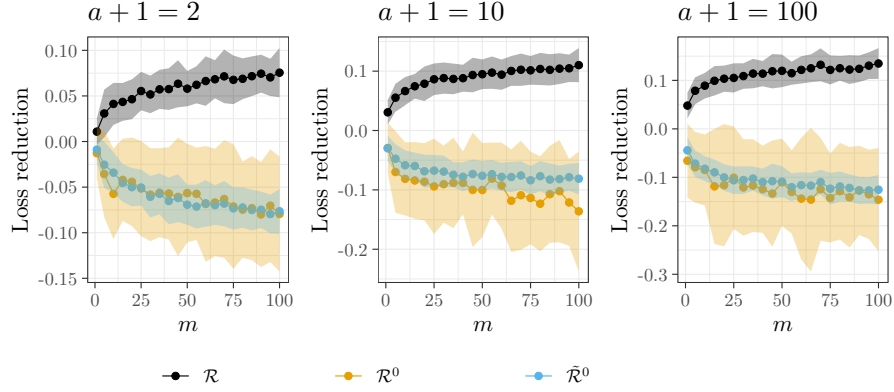 a + 1 = 2
a + 1 = 10
a + 1 = 100
Loss reduction
0.10
0.05
0.00
-0.05
-0.10
-0.15
0
25
50
75
100
m
Loss reduction
0.1
0.0
-0.1
-0.2
0
25
50
75
100
m
Loss reduction
0.1
0.0
-0.1
-0.2
-0.3
0
25
50
75
100
m
ℛ
ℛ⁰
ℛ̃⁰